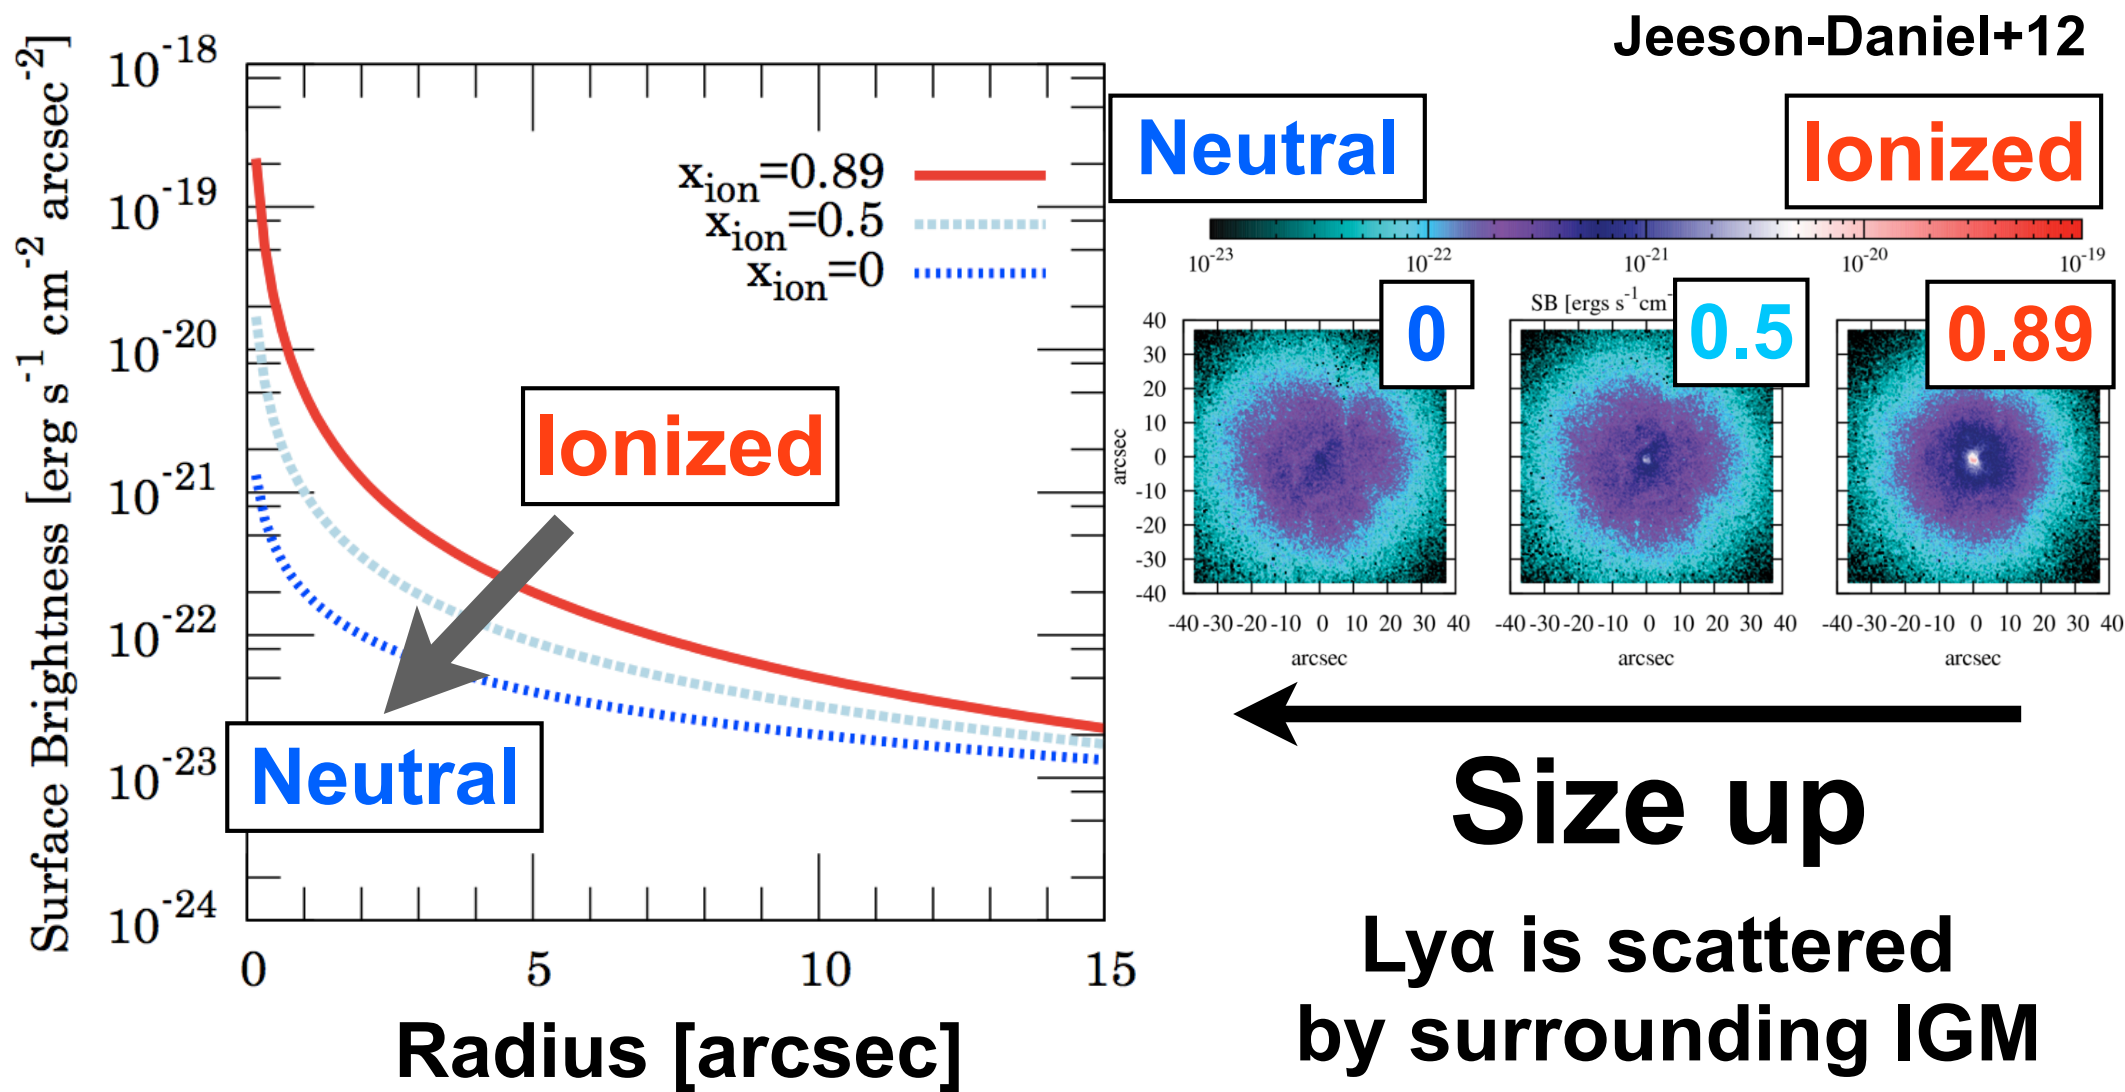 Jeeson-Daniel+12
Surface Brightness [erg s-1 cm-2 arcsec-2]
10-18
10-19
10-20
10-21
10-22
10-23
10-24
xion=0.89
xion=0.5
xion=0
Ionized
Neutral
0 5 10 15
Radius [arcsec]
Neutral
Ionized
10-23 10-22 10-21 10-20 10-19
SB [ergs s-1cm-
0
0.5
0.89
arcsec
40
30
20
10
0
-10
-20
-30
-40
-40 -30 -20 -10 0 10 20 30 40
-40 -30 -20 -10 0 10 20 30 40
-40 -30 -20 -10 0 10 20 30 40
arcsec
arcsec
arcsec
Size up
Lyα is scattered
by surrounding IGM